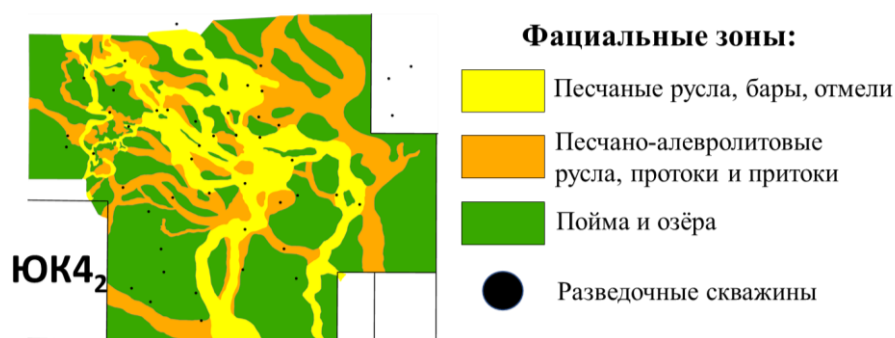 Фациальные зоны:
Песчаные русла, бары, отмели
Песчано-алевролитовые
русла, протоки и притоки
Пойма и озёра
ЮК4₂
Разведочные скважины